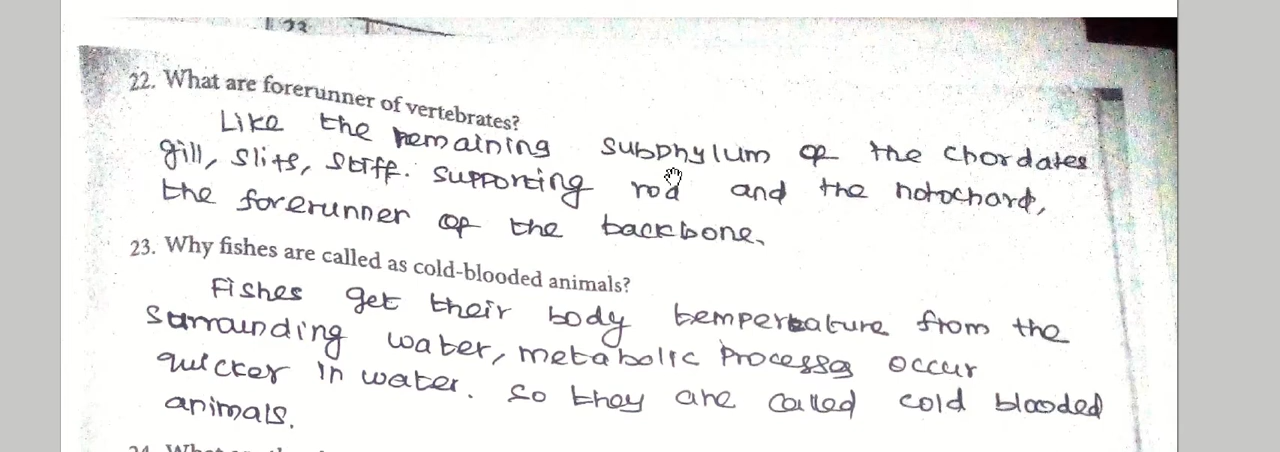 22. What are forerunner of vertebrates?
Like the remaining subphylum of the chordates
gill, slits, stiff. supporting rod and the notochard,
the forerunner of the backbone.
23. Why fishes are called as cold-blooded animals?
Fishes get their body temperature from the
surrounding water, metabolic process occur
quicker in water. so they are called cold blooded
animals.